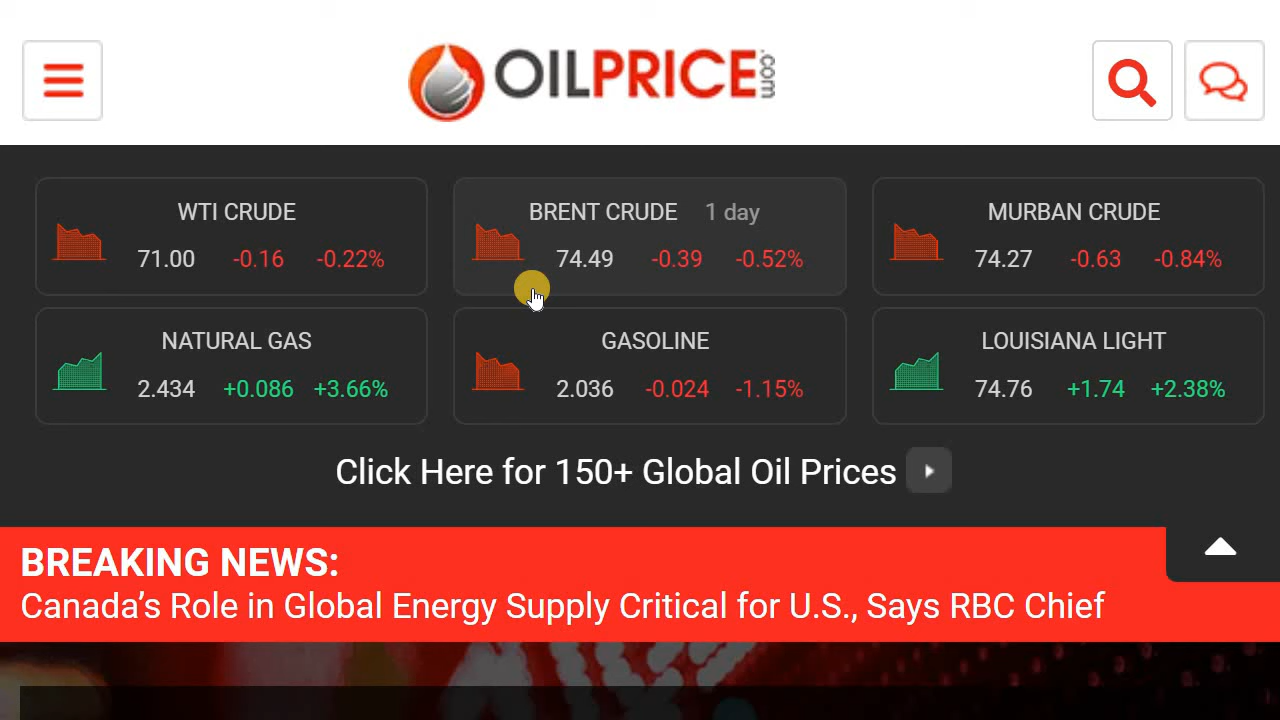 OILPRICE.com
WTI CRUDE
71.00 -0.16 -0.22%
BRENT CRUDE 1 day
74.49 -0.39 -0.52%
MURBAN CRUDE
74.27 -0.63 -0.84%
NATURAL GAS
2.434 +0.086 +3.66%
GASOLINE
2.036 -0.024 -1.15%
LOUISIANA LIGHT
74.76 +1.74 +2.38%
Click Here for 150+ Global Oil Prices
BREAKING NEWS:
Canada’s Role in Global Energy Supply Critical for U.S., Says RBC Chief